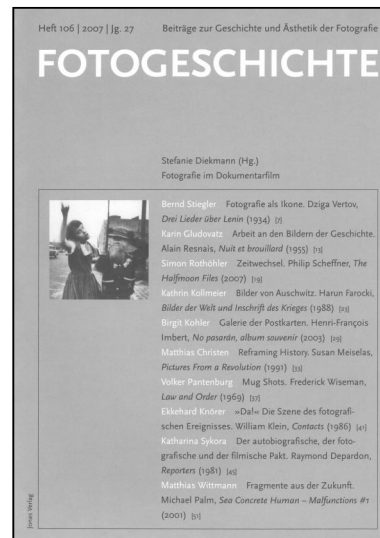 Heft 106 | 2007 | Jg. 27 Beiträge zur Geschichte und Ästhetik der Fotografie
FOTOGESCHICHTE
Stefanie Diekmann (Hg.)
Fotografie im Dokumentarfilm
Bernd Stiegler Fotografie als Ikone. Dziga Vertov,
Drei Lieder über Lenin (1934) [7]
Karin Gludovatz Arbeit an den Bildern der Geschichte.
Alain Resnais, Nuit et brouillard (1955) [13]
Simon Rothöhler Zeitwechsel. Philip Scheffner, The
Halfmoon Files (2007) [19]
Kathrin Kollmeier Bilder von Auschwitz. Harun Farocki,
Bilder der Welt und Inschrift des Krieges (1988) [23]
Birgit Kohler Galerie der Postkarten. Henri-François
Imbert, No pasarán, album souvenir (2003) [29]
Matthias Christen Reframing History. Susan Meiselas,
Pictures From a Revolution (1991) [33]
Volker Pantenburg Mug Shots. Frederick Wiseman,
Law and Order (1969) [37]
Ekkehard Knörer »Da!« Die Szene des fotografi-
schen Ereignisses. William Klein, Contacts (1986) [41]
Katharina Sykora Der autobiografische, der foto-
grafische und der filmische Pakt. Raymond Depardon,
Reporters (1981) [45]
Matthias Wittmann Fragmente aus der Zukunft.
Michael Palm, Sea Concrete Human – Malfunctions #1
(2001) [51]
Jonas Verlag